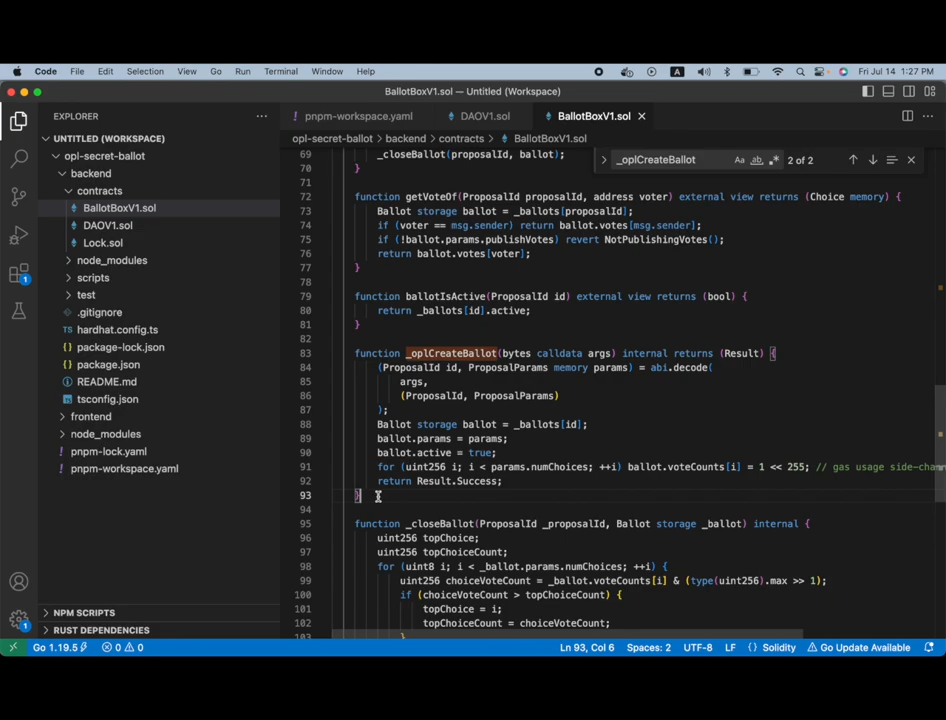 Code File Edit Selection View Go Run Terminal Window Help A Fri Jul 14 1:27 PM
BallotBoxV1.sol — Untitled (Workspace)
EXPLORER
pnpm-workspace.yaml DAOV1.sol BallotBoxV1.sol
UNTITLED (WORKSPACE)
opl-secret-ballot
backend
contracts
BallotBoxV1.sol
DAOV1.sol
Lock.sol
node_modules
scripts
test
.gitignore
hardhat.config.ts
package-lock.json
package.json
README.md
tsconfig.json
frontend
node_modules
pnpm-lock.yaml
pnpm-workspace.yaml
NPM SCRIPTS
RUST DEPENDENCIES
1
1
opl-secret-ballot > backend > contracts > BallotBoxV1.sol
_oplCreateBallot Aa ab 2 of 2
69 _closeBallot(proposalId, ballot);
70 }
71
72 function getVoteOf(ProposalId proposalId, address voter) external view returns (Choice memory) {
73 Ballot storage ballot = _ballots[proposalId];
74 if (voter == msg.sender) return ballot.votes[msg.sender];
75 if (!ballot.params.publishVotes) revert NotPublishingVotes();
76 return ballot.votes[voter];
77 }
78
79 function ballotIsActive(ProposalId id) external view returns (bool) {
80 return _ballots[id].active;
81 }
82
83 function _oplCreateBallot(bytes calldata args) internal returns (Result) {
84 (ProposalId id, ProposalParams memory params) = abi.decode(
85 args,
86 (ProposalId, ProposalParams)
87 );
88 Ballot storage ballot = _ballots[id];
89 ballot.params = params;
90 ballot.active = true;
91 for (uint256 i; i < params.numChoices; ++i) ballot.voteCounts[i] = 1 << 255; // gas usage side-chan
92 return Result.Success;
93 }
94
95 function _closeBallot(ProposalId _proposalId, Ballot storage _ballot) internal {
96 uint256 topChoice;
97 uint256 topChoiceCount;
98 for (uint8 i; i < _ballot.params.numChoices; ++i) {
99 uint256 choiceVoteCount = _ballot.voteCounts[i] & (type(uint256).max >> 1);
100 if (choiceVoteCount > topChoiceCount) {
101 topChoice = i;
102 topChoiceCount = choiceVoteCount;
103 }
Go 1.19.5 0 0 Ln 93, Col 6 Spaces: 2 UTF-8 LF Solidity Go Update Available